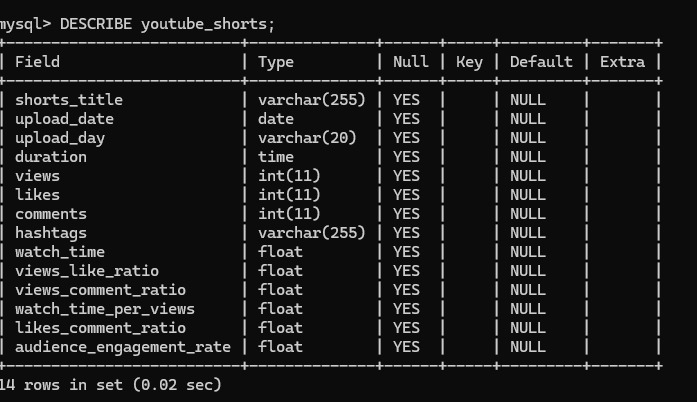 mysql> DESCRIBE youtube_shorts;
+-------------------------+--------------+------+-----+---------+-------+
| Field                   | Type         | Null | Key | Default | Extra |
+-------------------------+--------------+------+-----+---------+-------+
| shorts_title            | varchar(255) | YES  |     | NULL    |       |
| upload_date             | date         | YES  |     | NULL    |       |
| upload_day              | varchar(20)  | YES  |     | NULL    |       |
| duration                | time         | YES  |     | NULL    |       |
| views                   | int(11)      | YES  |     | NULL    |       |
| likes                   | int(11)      | YES  |     | NULL    |       |
| comments                | int(11)      | YES  |     | NULL    |       |
| hashtags                | varchar(255) | YES  |     | NULL    |       |
| watch_time              | float        | YES  |     | NULL    |       |
| views_like_ratio        | float        | YES  |     | NULL    |       |
| views_comment_ratio     | float        | YES  |     | NULL    |       |
| watch_time_per_views    | float        | YES  |     | NULL    |       |
| likes_comment_ratio     | float        | YES  |     | NULL    |       |
| audience_engagement_rate | float        | YES  |     | NULL    |       |
+-------------------------+--------------+------+-----+---------+-------+
14 rows in set (0.02 sec)